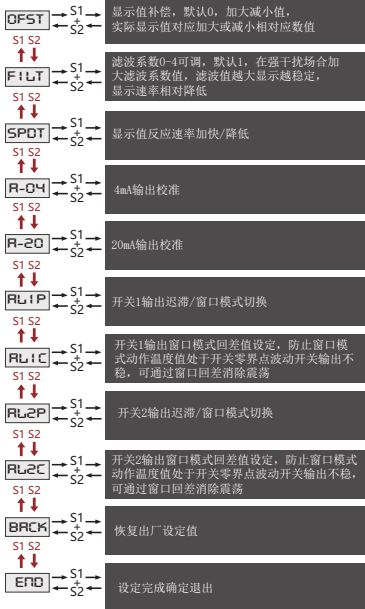 OFST S1 + S2 显示值补偿，默认0，加大减小值，
实际显示值对应加大或减小相对应数值
S1 S2
FILT S1 + S2 滤波系数0-4可调，默认1，在强干扰场合加
大滤波系数值，滤波值越大显示越稳定，
显示速率相对降低
S1 S2
SPDT S1 + S2 显示值反应速率加快/降低
S1 S2
A-04 S1 + S2 4mA输出校准
S1 S2
A-20 S1 + S2 20mA输出校准
S1 S2
AL1P S1 + S2 开关1输出迟滞/窗口模式切换
S1 S2
AL1C S1 + S2 开关1输出窗口模式回差值设定，防止窗口模
式动作温度值处于开关零界点波动开关输出不
稳，可通过窗口回差消除震荡
S1 S2
AL2P S1 + S2 开关2输出迟滞/窗口模式切换
S1 S2
AL2C S1 + S2 开关2输出窗口模式回差值设定，防止窗口模式
动作温度值处于开关零界点波动开关输出不稳，
可通过窗口回差消除震荡
S1 S2
BACK S1 + S2 恢复出厂设定值
S1 S2
END S1 + S2 设定完成确定退出